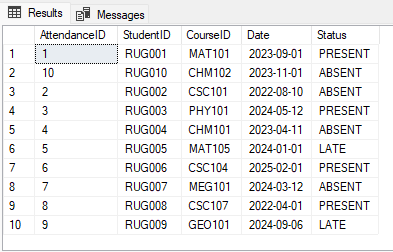 Results Messages
AttendanceID StudentID CourseID Date Status
1 1 RUG001 MAT101 2023-09-01 PRESENT
2 10 RUG010 CHM102 2023-11-01 ABSENT
3 2 RUG002 CSC101 2022-08-10 ABSENT
4 3 RUG003 PHY101 2024-05-12 PRESENT
5 4 RUG004 CHM101 2023-04-11 ABSENT
6 5 RUG005 MAT105 2024-01-01 LATE
7 6 RUG006 CSC104 2025-02-01 PRESENT
8 7 RUG007 MEG101 2024-03-12 ABSENT
9 8 RUG008 CSC107 2022-04-01 PRESENT
10 9 RUG009 GEO101 2024-09-06 LATE